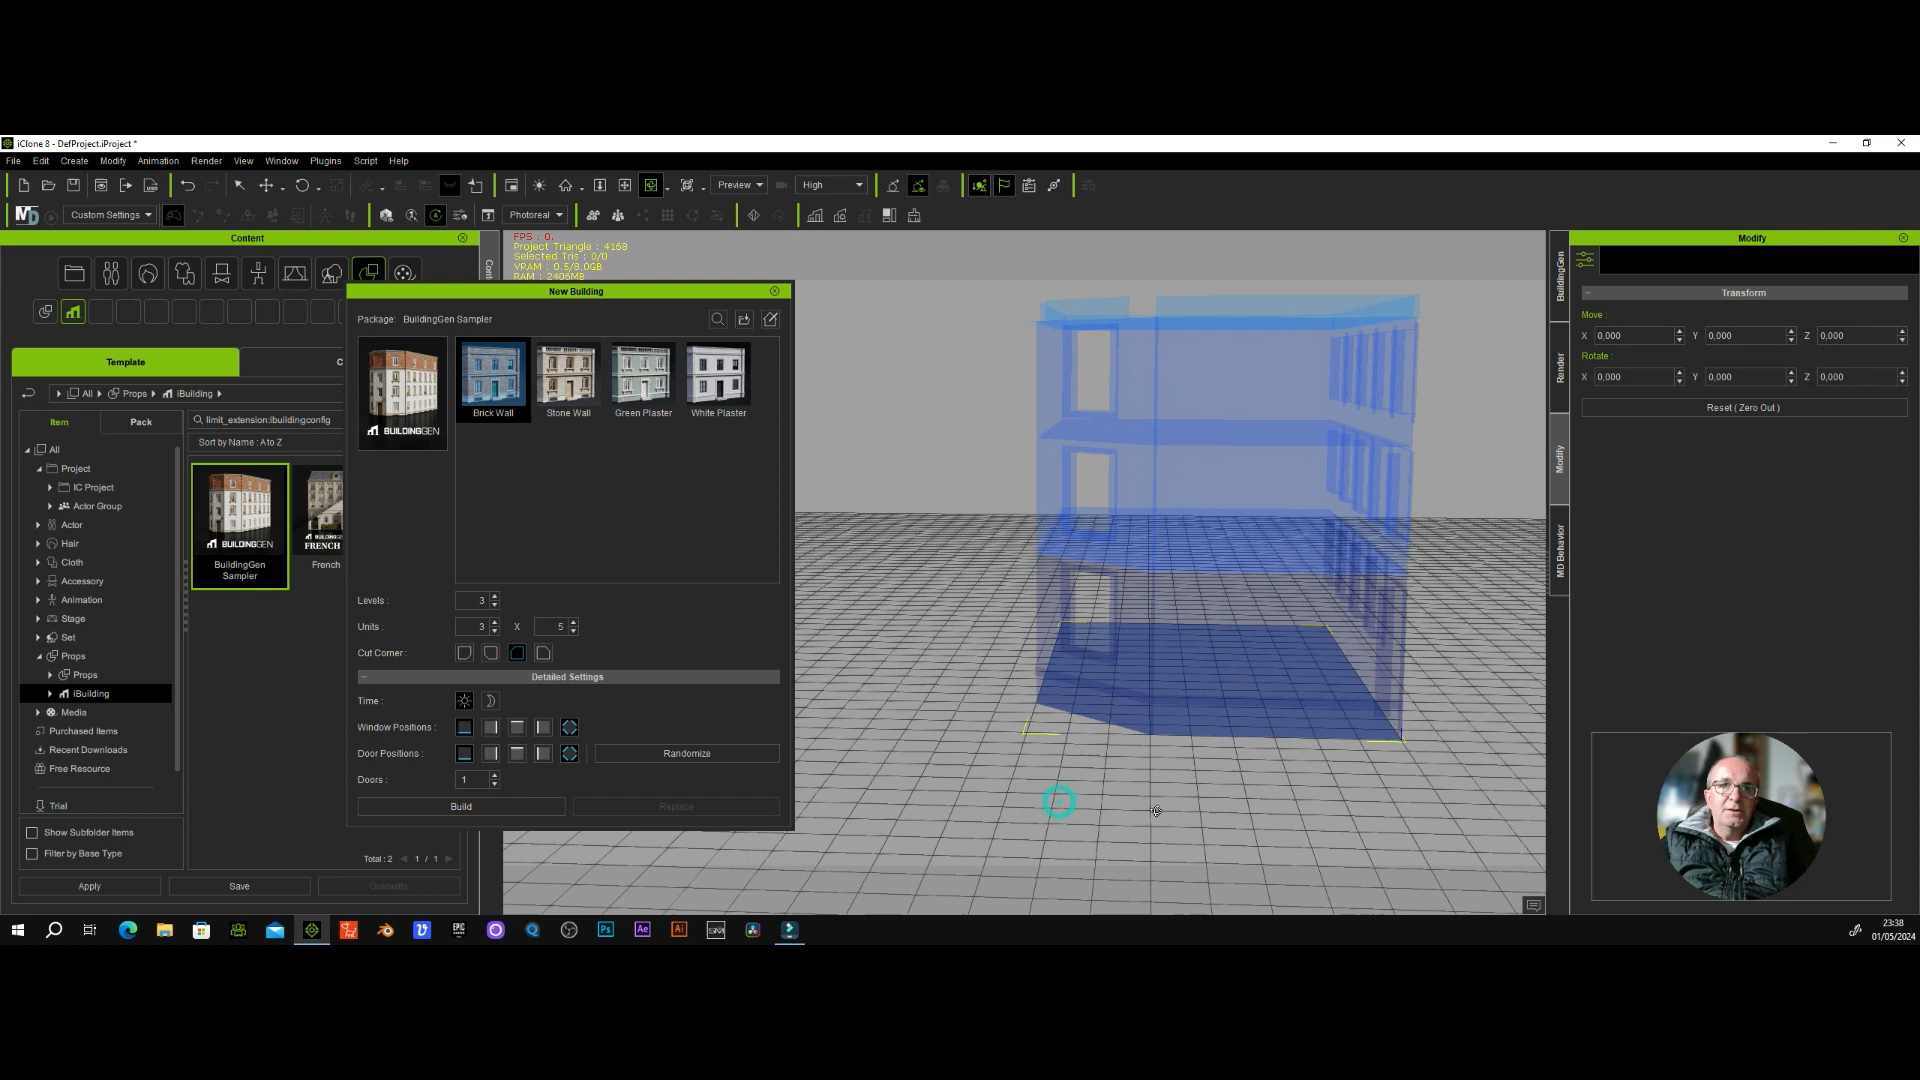 iClone 8 - DefProject.iProject *
File Edit Create Modify Animation Render View Window Plugins Script Help
Preview High
Custom Settings Photoreal
Content
FPS : 0.
Project Triangle : 4168
Selected Tris : 0/0
VRAM : 0.5/8.0GB
RAM : 2406MB
Cont
Template
C
All Props iBuilding
Item Pack
limit_extension:ibuildingconfig
Sort by Name : A to Z
All
Project
IC Project
Actor Group
Actor
Hair
Cloth
Accessory
Animation
Stage
Set
Props
Props
iBuilding
Media
Purchased Items
Recent Downloads
Free Resource
Trial
BUILDINGGEN
BuildingGen
Sampler
FRENCH
French
Show Subfolder Items
Filter by Base Type
Total : 2 1 / 1
Apply Save Overwrite
New Building
Package: BuildingGen Sampler
BUILDINGGEN
Brick Wall Stone Wall Green Plaster White Plaster
Levels : 3
Units : 3 X 5
Cut Corner :
Detailed Settings
Time :
Window Positions :
Door Positions : Randomize
Doors : 1
Build Replace
BuildingGen
Render
Modify
MD Behavior
Modify
Transform
Move :
X 0,000 Y 0,000 Z 0,000
Rotate :
X 0,000 Y 0,000 Z 0,000
Reset ( Zero Out )
EPIC
Ps Ae Ai SM
23:38
01/05/2024